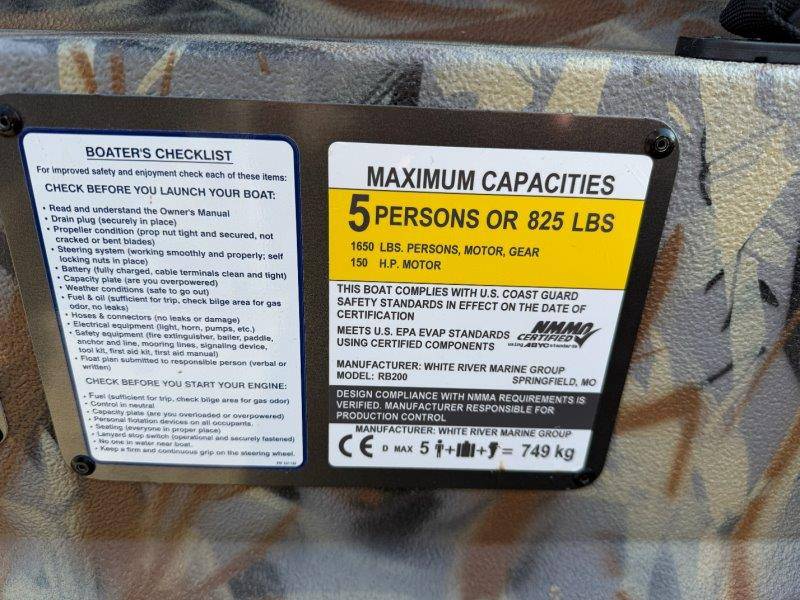 BOATER'S CHECKLIST
For improved safety and enjoyment check each of these items:
CHECK BEFORE YOU LAUNCH YOUR BOAT:
• Read and understand the Owner's Manual
• Drain plug (securely in place)
• Propeller condition (prop nut tight and secured, not
cracked or bent blades)
• Steering system (working smoothly and properly; self
locking nuts in place)
• Battery (fully charged, cable terminals clean and tight)
• Capacity plate (are you overpowered)
• Weather conditions (safe to go out)
• Fuel & oil (sufficient for trip, check bilge area for gas
odor, no leaks)
• Hoses & connectors (no leaks or damage)
• Electrical equipment (light, horn, pumps, etc.)
• Safety equipment (fire extinguisher, bailer, paddle,
anchor and line, mooring lines, signaling device,
tool kit, first aid kit, first aid manual)
• Float plan submitted to responsible person (verbal or
written)
CHECK BEFORE YOU START YOUR ENGINE:
• Fuel (sufficient for trip, check bilge area for gas odor)
• Control in neutral
• Capacity plate (are you overloaded or overpowered)
• Personal flotation devices on all occupants.
• Seating (everyone in proper place)
• Lanyard stop switch (operational and securely fastened)
• No one in water near boat.
• Keep a firm and continuous grip on the steering wheel.
MAXIMUM CAPACITIES
5 PERSONS OR 825 LBS
1650 LBS. PERSONS, MOTOR, GEAR
150 H.P. MOTOR
THIS BOAT COMPLIES WITH U.S. COAST GUARD
SAFETY STANDARDS IN EFFECT ON THE DATE OF
CERTIFICATION
MEETS U.S. EPA EVAP STANDARDS
USING CERTIFIED COMPONENTS
NMMA
CERTIFIED
using ABYC standards
MANUFACTURER: WHITE RIVER MARINE GROUP
MODEL: RB200 SPRINGFIELD, MO
DESIGN COMPLIANCE WITH NMMA REQUIREMENTS IS
VERIFIED. MANUFACTURER RESPONSIBLE FOR
PRODUCTION CONTROL
MANUFACTURER: WHITE RIVER MARINE GROUP
CE D MAX 5 + + = 749 kg